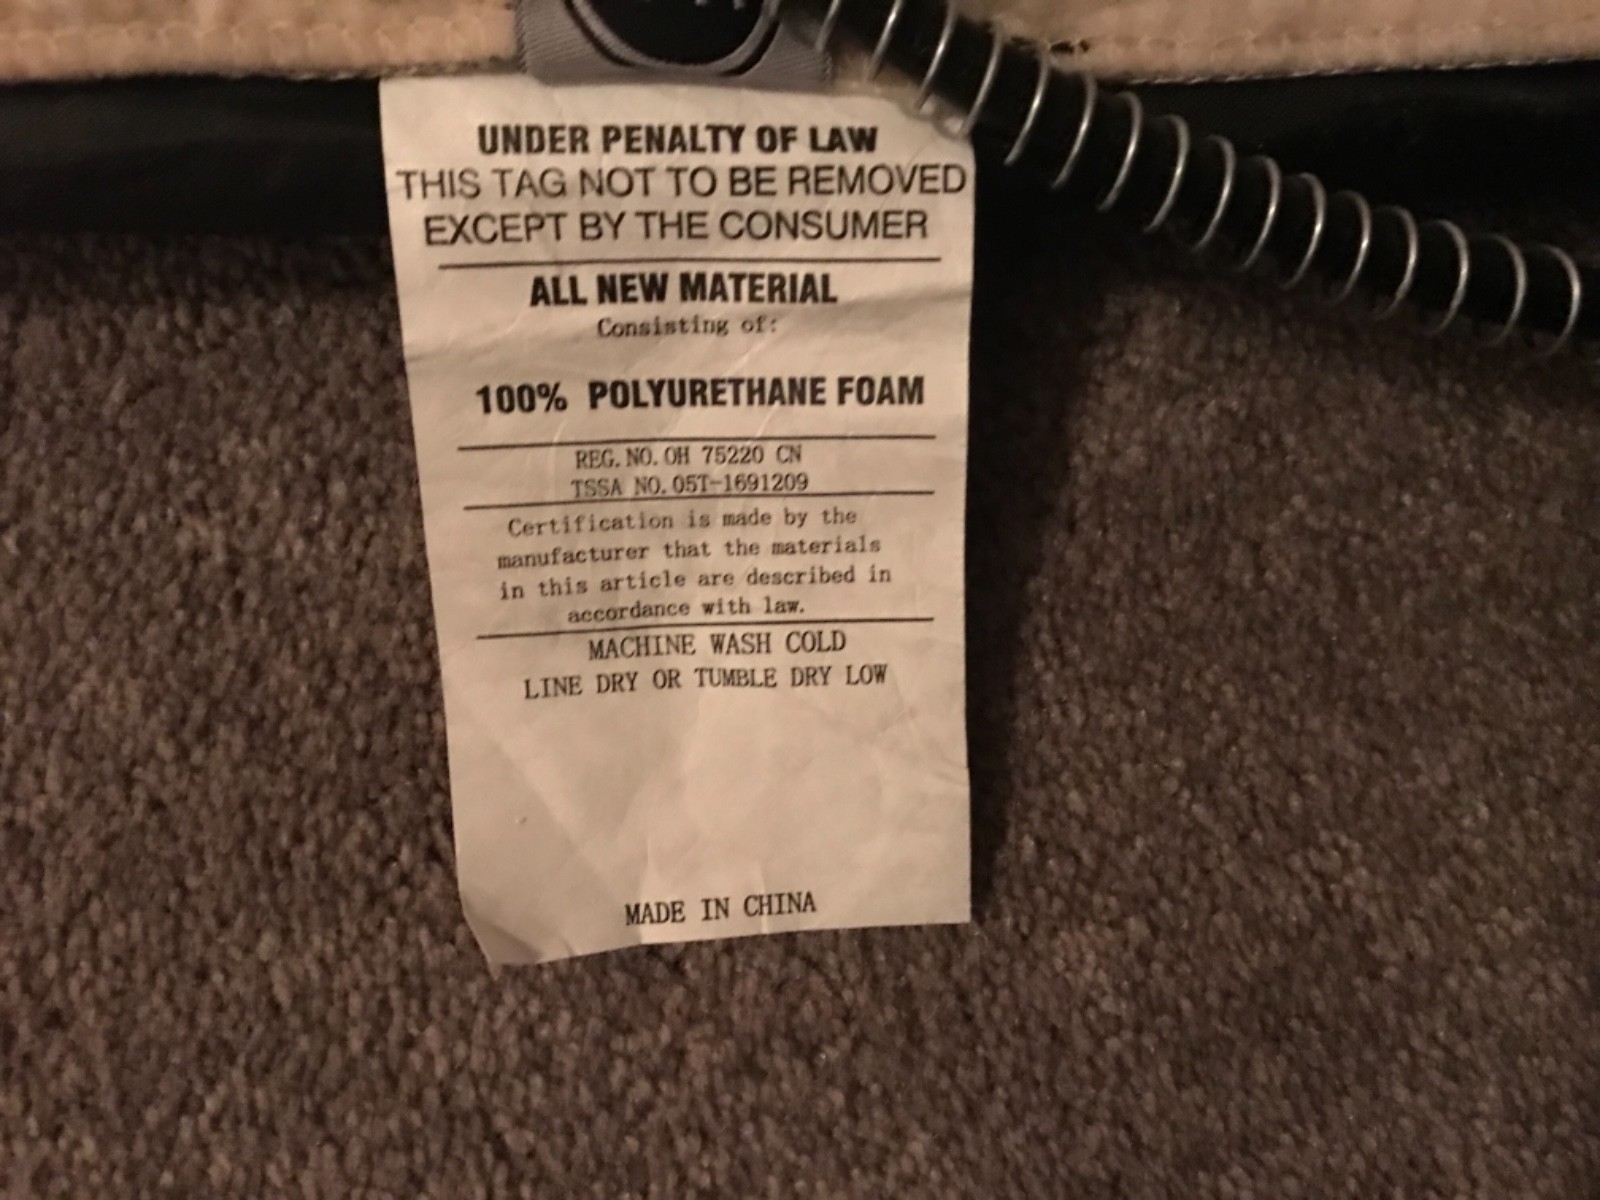 UNDER PENALTY OF LAW
THIS TAG NOT TO BE REMOVED
EXCEPT BY THE CONSUMER
ALL NEW MATERIAL
Consisting of:
100% POLYURETHANE FOAM
REG. NO. OH 75220 CN
TSSA NO. 05T-1691209
Certification is made by the
manufacturer that the materials
in this article are described in
accordance with law.
MACHINE WASH COLD
LINE DRY OR TUMBLE DRY LOW
MADE IN CHINA